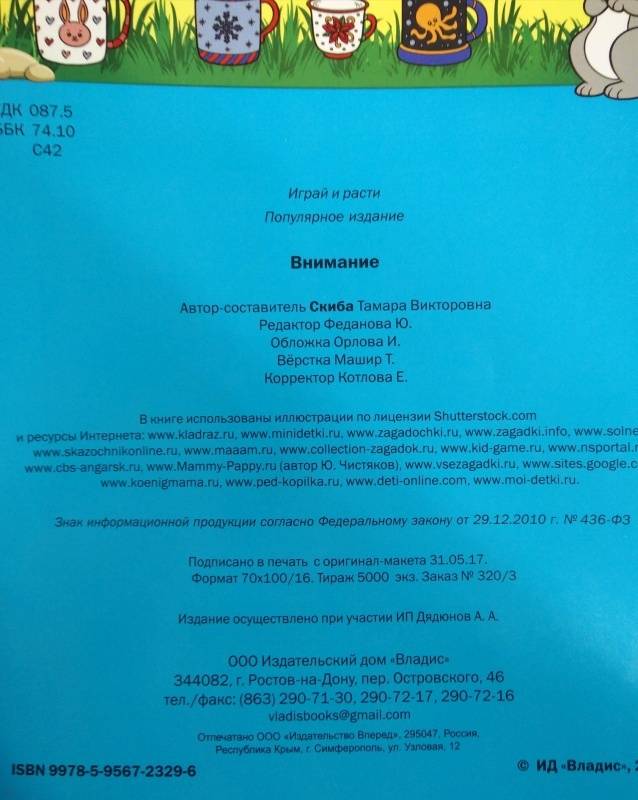 ДК 087.5
ББК 74.10
С42
Играй и расти
Популярное издание
Внимание
Автор-составитель Скиба Тамара Викторовна
Редактор Феданова Ю.
Обложка Орлова И.
Вёрстка Машир Т.
Корректор Котлова Е.
В книге использованы иллюстрации по лицензии Shutterstock.com
и ресурсы Интернета: www.kladraz.ru, www.minidetki.ru, www.zagadochki.ru, www.zagadki.info, www.solne
www.skazochnikonline.ru, www.maaam.ru, www.collection-zagadok.ru, www.kid-game.ru, www.nsportal.r
www.cbs-angarsk.ru, www.Mammy-Pappy.ru (автор Ю. Чистяков), www.vsezagadki.ru, www.sites.google.c
www.koenigmama.ru, www.ped-kopilka.ru, www.deti-online.com, www.moi-detki.ru.
Знак информационной продукции согласно Федеральному закону от 29.12.2010 г. № 436-ФЗ
Подписано в печать с оригинал-макета 31.05.17.
Формат 70х100/16. Тираж 5000 экз. Заказ № 320/3
Издание осуществлено при участии ИП Дядюнов А. А.
ООО Издательский дом «Владис»
344082, г. Ростов-на-Дону, пер. Островского, 46
тел./факс: (863) 290-71-30, 290-72-17, 290-72-16
vladisbooks@gmail.com
Отпечатано ООО «Издательство Вперед», 295047, Россия,
Республика Крым, г. Симферополь, ул. Узловая, 12
ISBN 9978-5-9567-2329-6
© ИД «Владис», 2